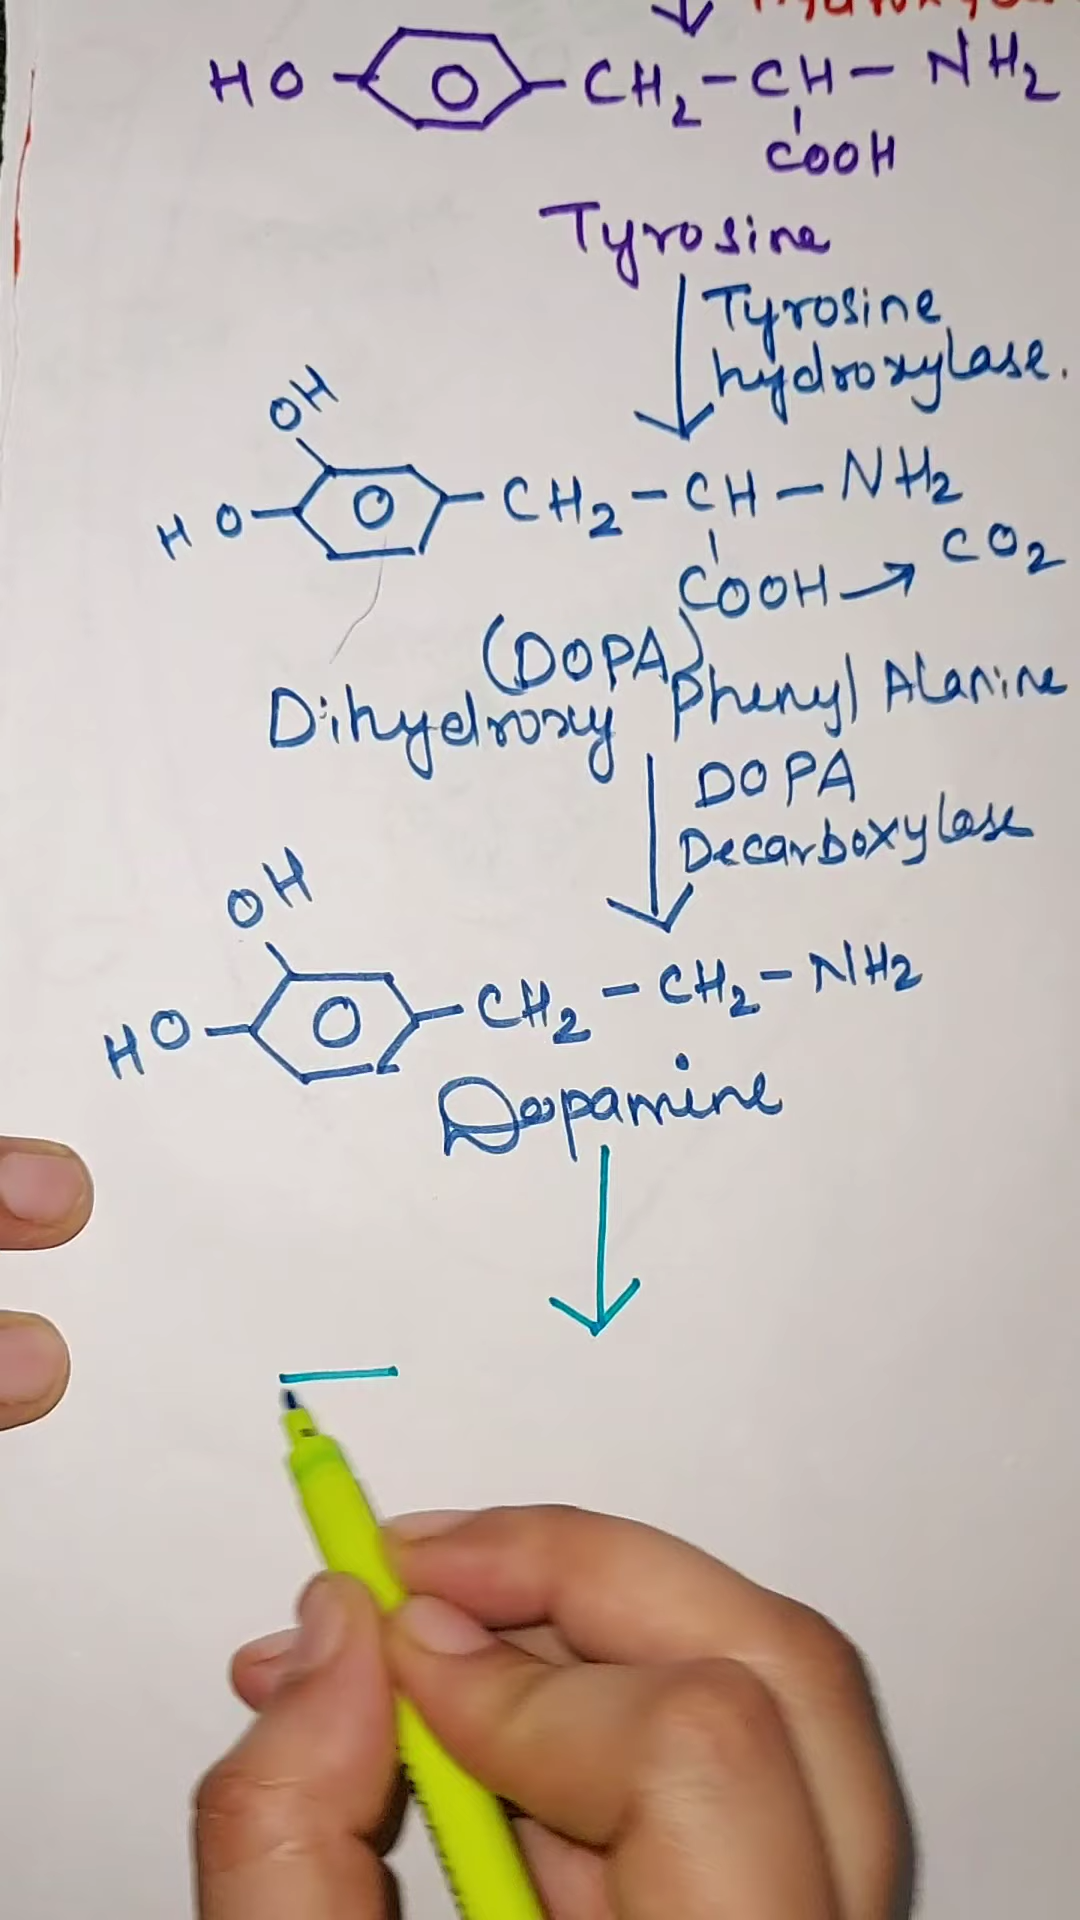 HO-⌬-CH2-CH-NH2
COOH
Tyrosine
Tyrosine
hydroxylase.
OH
HO-⌬-CH2-CH-NH2
COOH → CO2
(DOPA)
Dihydroxy Phenyl Alanine
DOPA
Decarboxylase
OH
HO-⌬-CH2-CH2-NH2
Dopamine